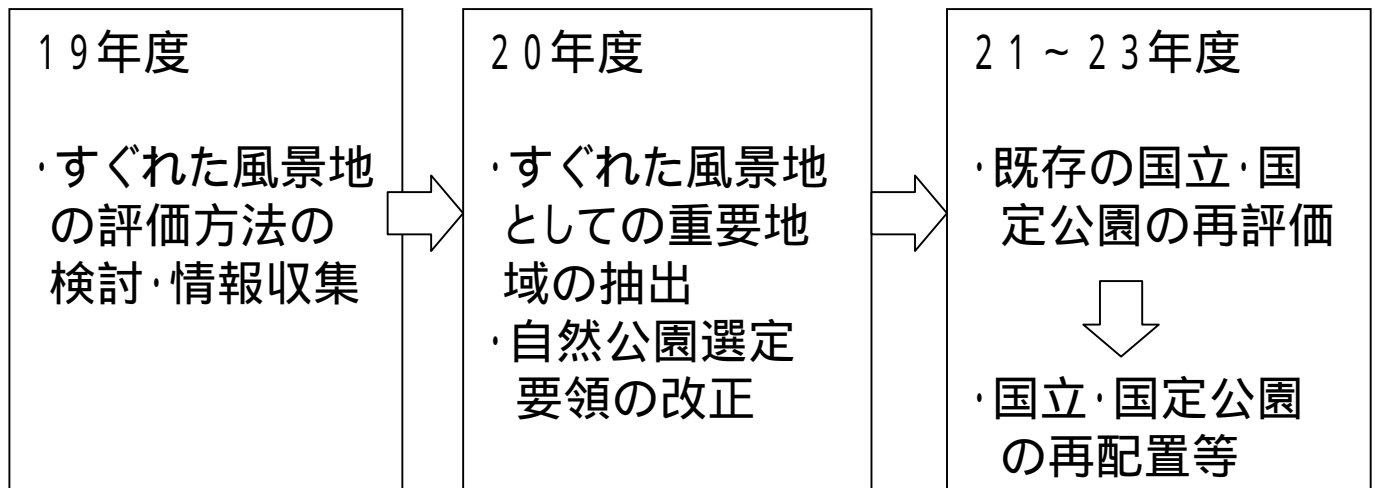 19年度
・すぐれた風景地
の評価方法の
検討・情報収集
20年度
・すぐれた風景地
としての重要地
域の抽出
・自然公園選定
要領の改正
21~23年度
・既存の国立・国
定公園の再評価
・国立・国定公園
の再配置等